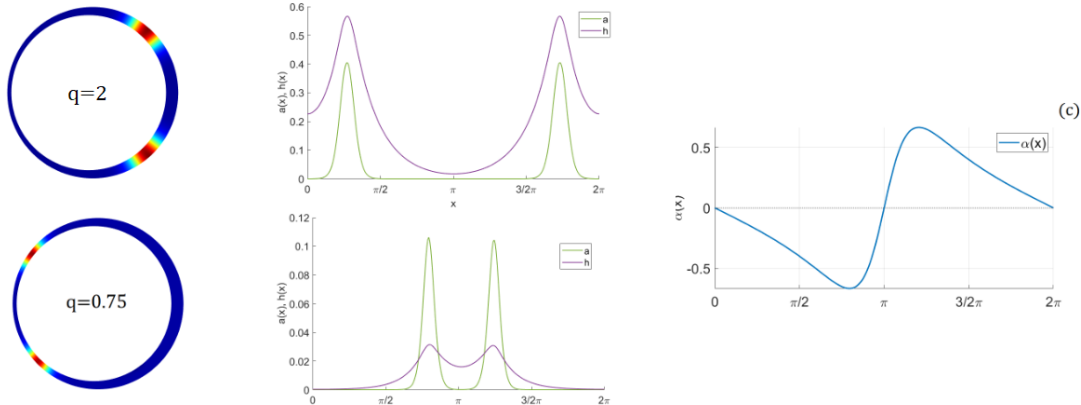 q=2
0.6
0.5
0.4
0.3
0.2
0.1
0
a(x), h(x)
a
h
0 π/2 π 3/2π 2π
x
q=0.75
0.12
0.1
0.08
0.06
0.04
0.02
0
a(x), h(x)
a
h
0 π/2 π 3/2π 2π
(c)
0.5
0
-0.5
α(x)
α(x)
0 π/2 π 3/2π 2π